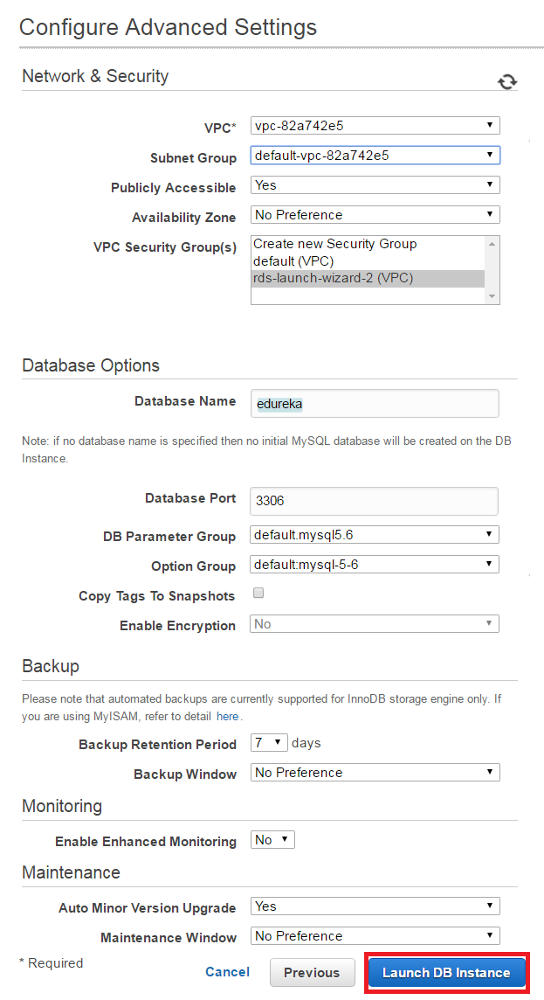 Configure Advanced Settings
Network & Security
VPC* vpc-82a742e5
Subnet Group default-vpc-82a742e5
Publicly Accessible Yes
Availability Zone No Preference
VPC Security Group(s) Create new Security Group
default (VPC)
rds-launch-wizard-2 (VPC)
Database Options
Database Name edureka
Note: if no database name is specified then no initial MySQL database will be created on the DB
Instance.
Database Port 3306
DB Parameter Group default.mysql5.6
Option Group default:mysql-5-6
Copy Tags To Snapshots
Enable Encryption No
Backup
Please note that automated backups are currently supported for InnoDB storage engine only. If
you are using MyISAM, refer to detail here.
Backup Retention Period 7 days
Backup Window No Preference
Monitoring
Enable Enhanced Monitoring No
Maintenance
Auto Minor Version Upgrade Yes
Maintenance Window No Preference
* Required Cancel Previous Launch DB Instance